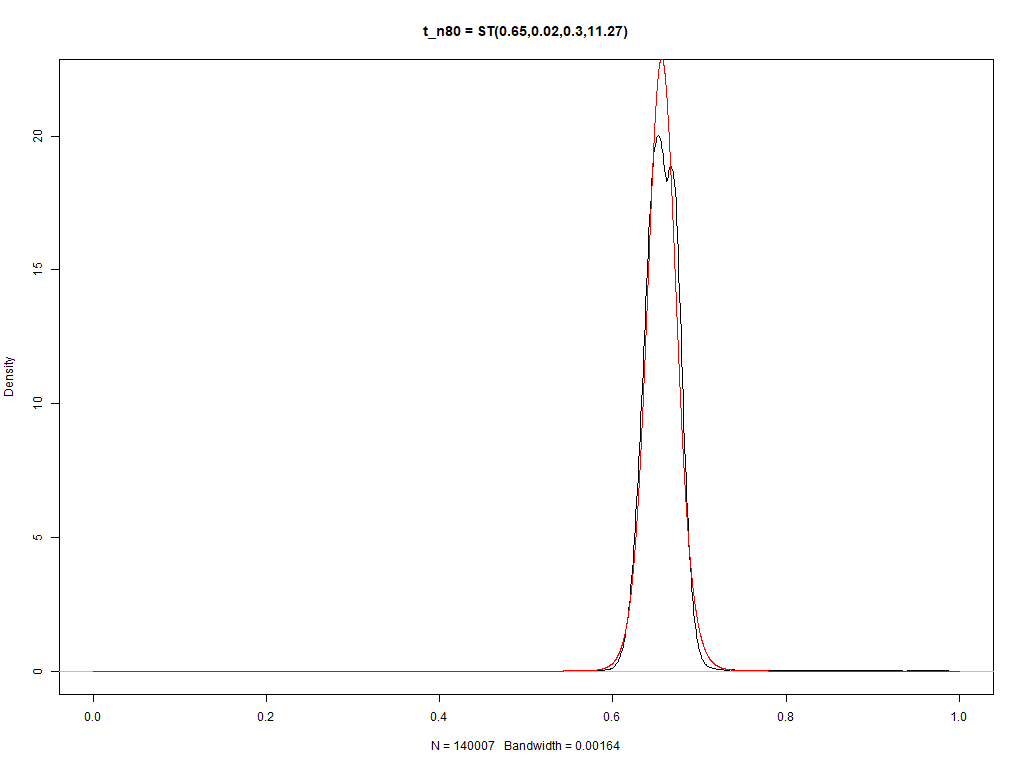 t_n80 = ST(0.65,0.02,0.3,11.27)
Density
20
15
10
5
0
0.0 0.2 0.4 0.6 0.8 1.0
N = 140007 Bandwidth = 0.00164